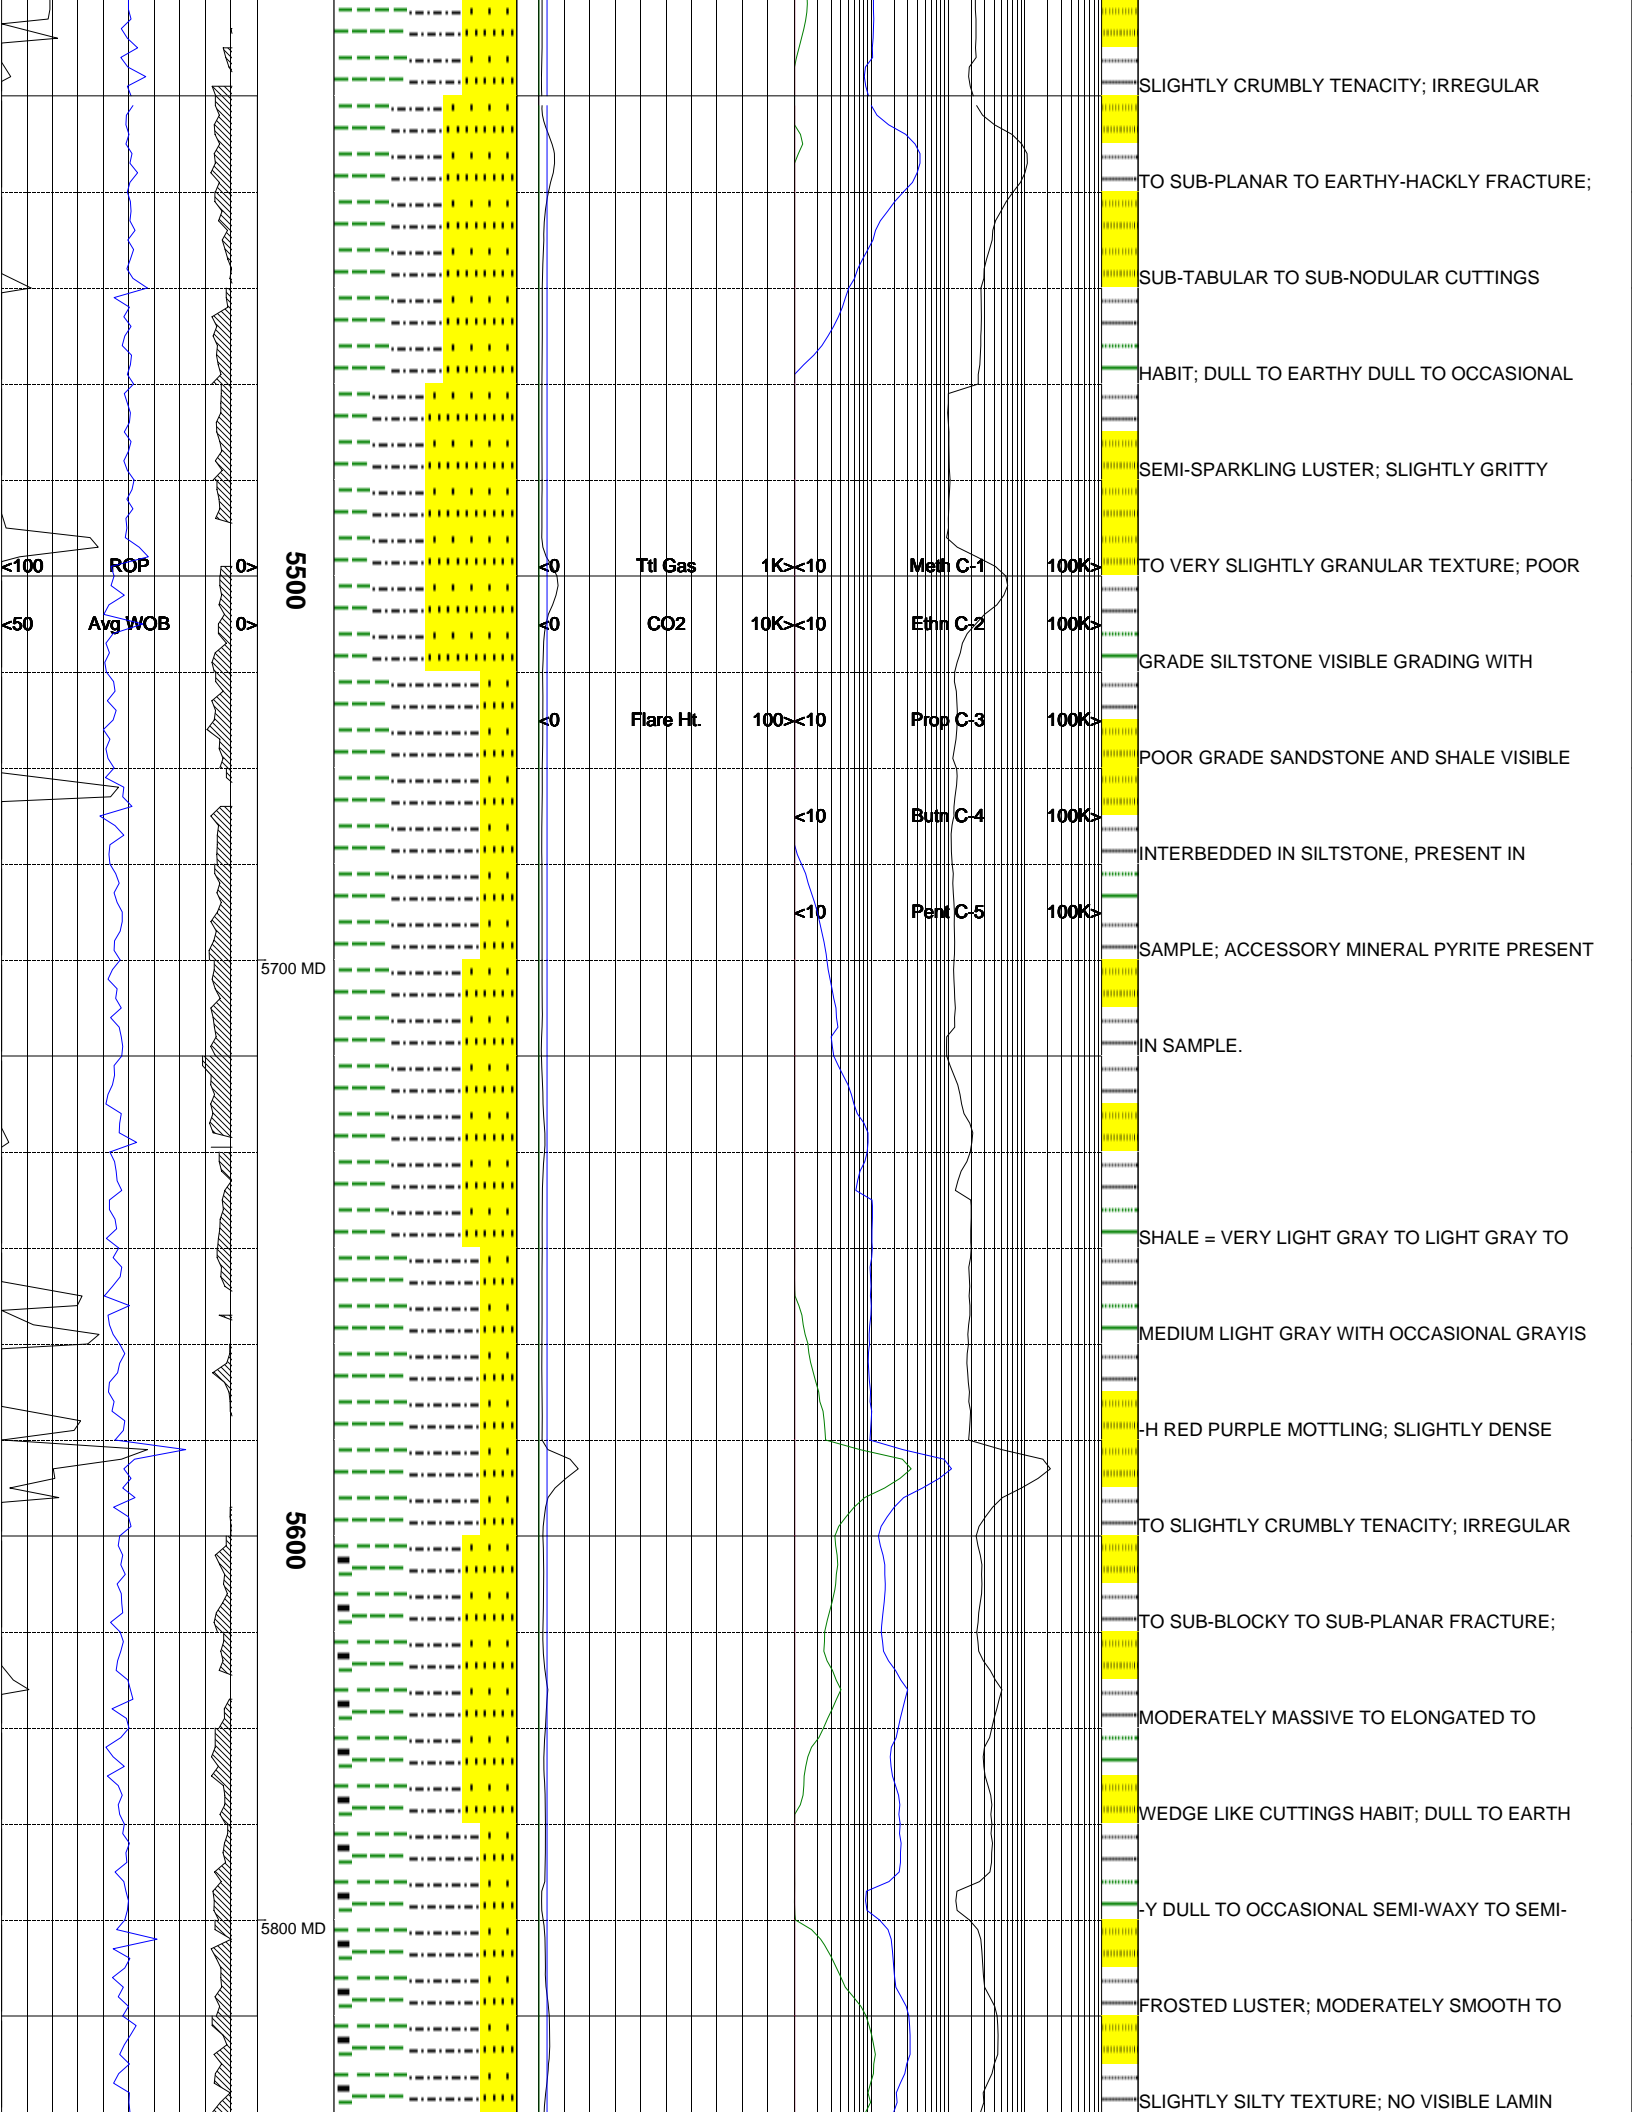 SLIGHTLY CRUMBLY TENACITY; IRREGULAR
TO SUB-PLANAR TO EARTHY-HACKLY FRACTURE;
SUB-TABULAR TO SUB-NODULAR CUTTINGS
HABIT; DULL TO EARTHY DULL TO OCCASIONAL
SEMI-SPARKLING LUSTER; SLIGHTLY GRITTY
<100 ROP 0> 5500 <0 Ttl Gas 1K> <10 Meth C-1 100K> TO VERY SLIGHTLY GRANULAR TEXTURE; POOR
<50 Avg WOB 0> <0 CO2 10K> <10 Ethn C-2 100K>
GRADE SILTSTONE VISIBLE GRADING WITH
<0 Flare Ht. 100> <10 Prop C-3 100K>
POOR GRADE SANDSTONE AND SHALE VISIBLE
<10 Butn C-4 100K>
INTERBEDDED IN SILTSTONE, PRESENT IN
<10 Pent C-5 100K>
SAMPLE; ACCESSORY MINERAL PYRITE PRESENT
5700 MD
IN SAMPLE.
SHALE = VERY LIGHT GRAY TO LIGHT GRAY TO
MEDIUM LIGHT GRAY WITH OCCASIONAL GRAYIS
-H RED PURPLE MOTTLING; SLIGHTLY DENSE
5600 TO SLIGHTLY CRUMBLY TENACITY; IRREGULAR
TO SUB-BLOCKY TO SUB-PLANAR FRACTURE;
MODERATELY MASSIVE TO ELONGATED TO
WEDGE LIKE CUTTINGS HABIT; DULL TO EARTH
-Y DULL TO OCCASIONAL SEMI-WAXY TO SEMI-
5800 MD
FROSTED LUSTER; MODERATELY SMOOTH TO
SLIGHTLY SILTY TEXTURE; NO VISIBLE LAMIN